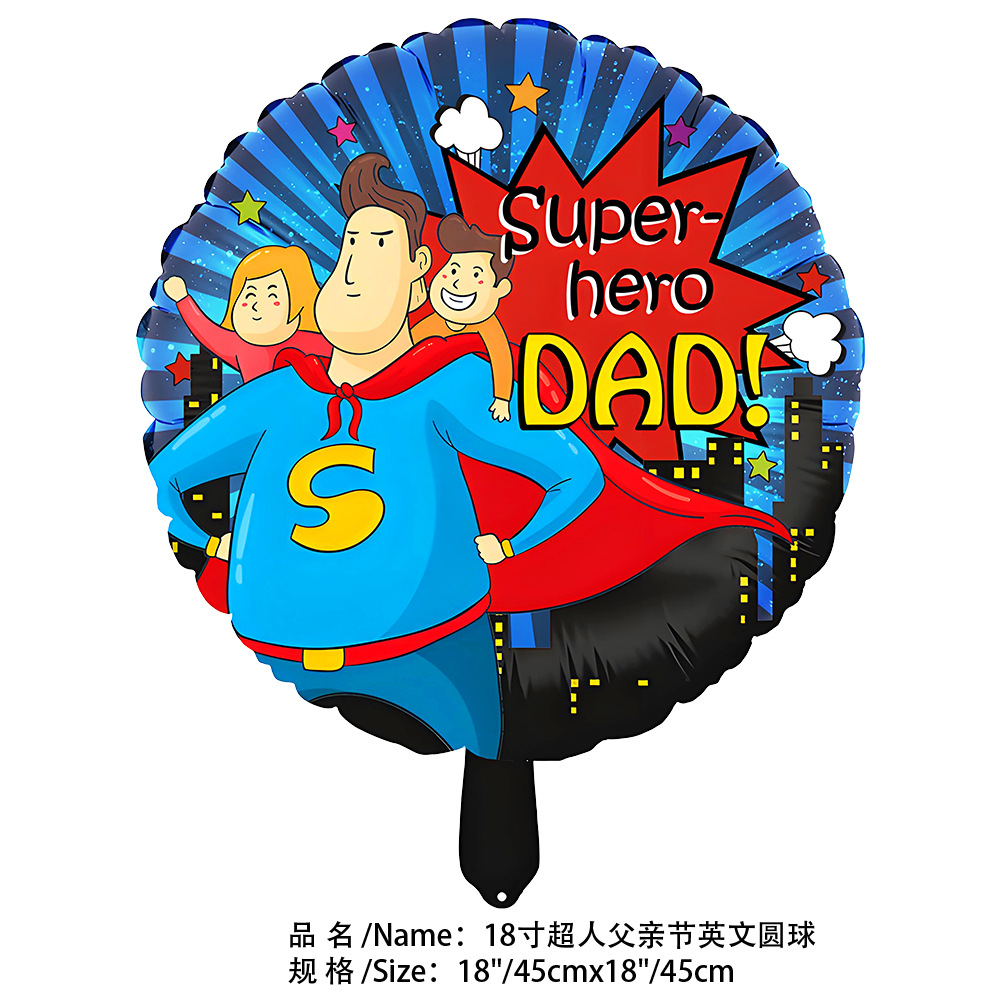 Super-
hero
DAD!
S
品 名 /Name：18寸超人父亲节英文圆球
规 格 /Size：18"/45cmx18"/45cm